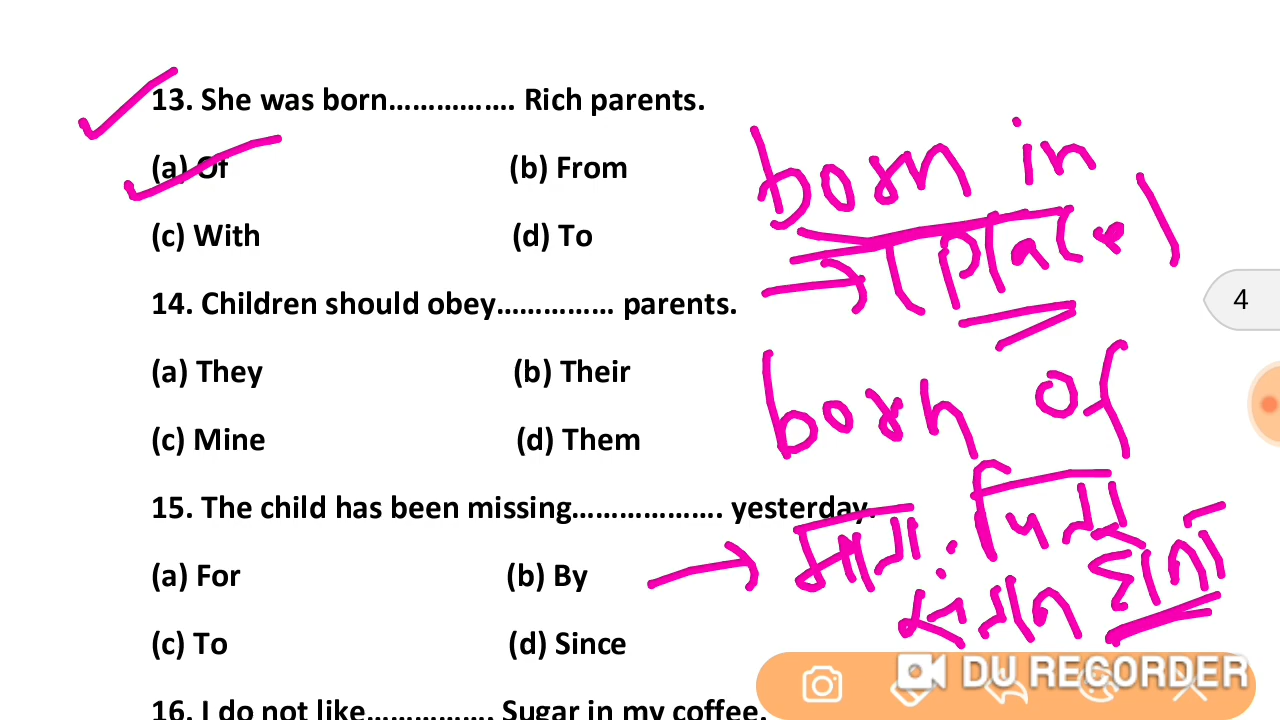 13. She was born……………. Rich parents.
(a) Of (b) From
(c) With (d) To
14. Children should obey…………… parents.
(a) They (b) Their
(c) Mine (d) Them
15. The child has been missing………………. yesterday.
(a) For (b) By
(c) To (d) Since
16. I do not like……………. Sugar in my coffee.
born in
(place)
born of
माता. पिता
संतान होना
4
DU RECORDER